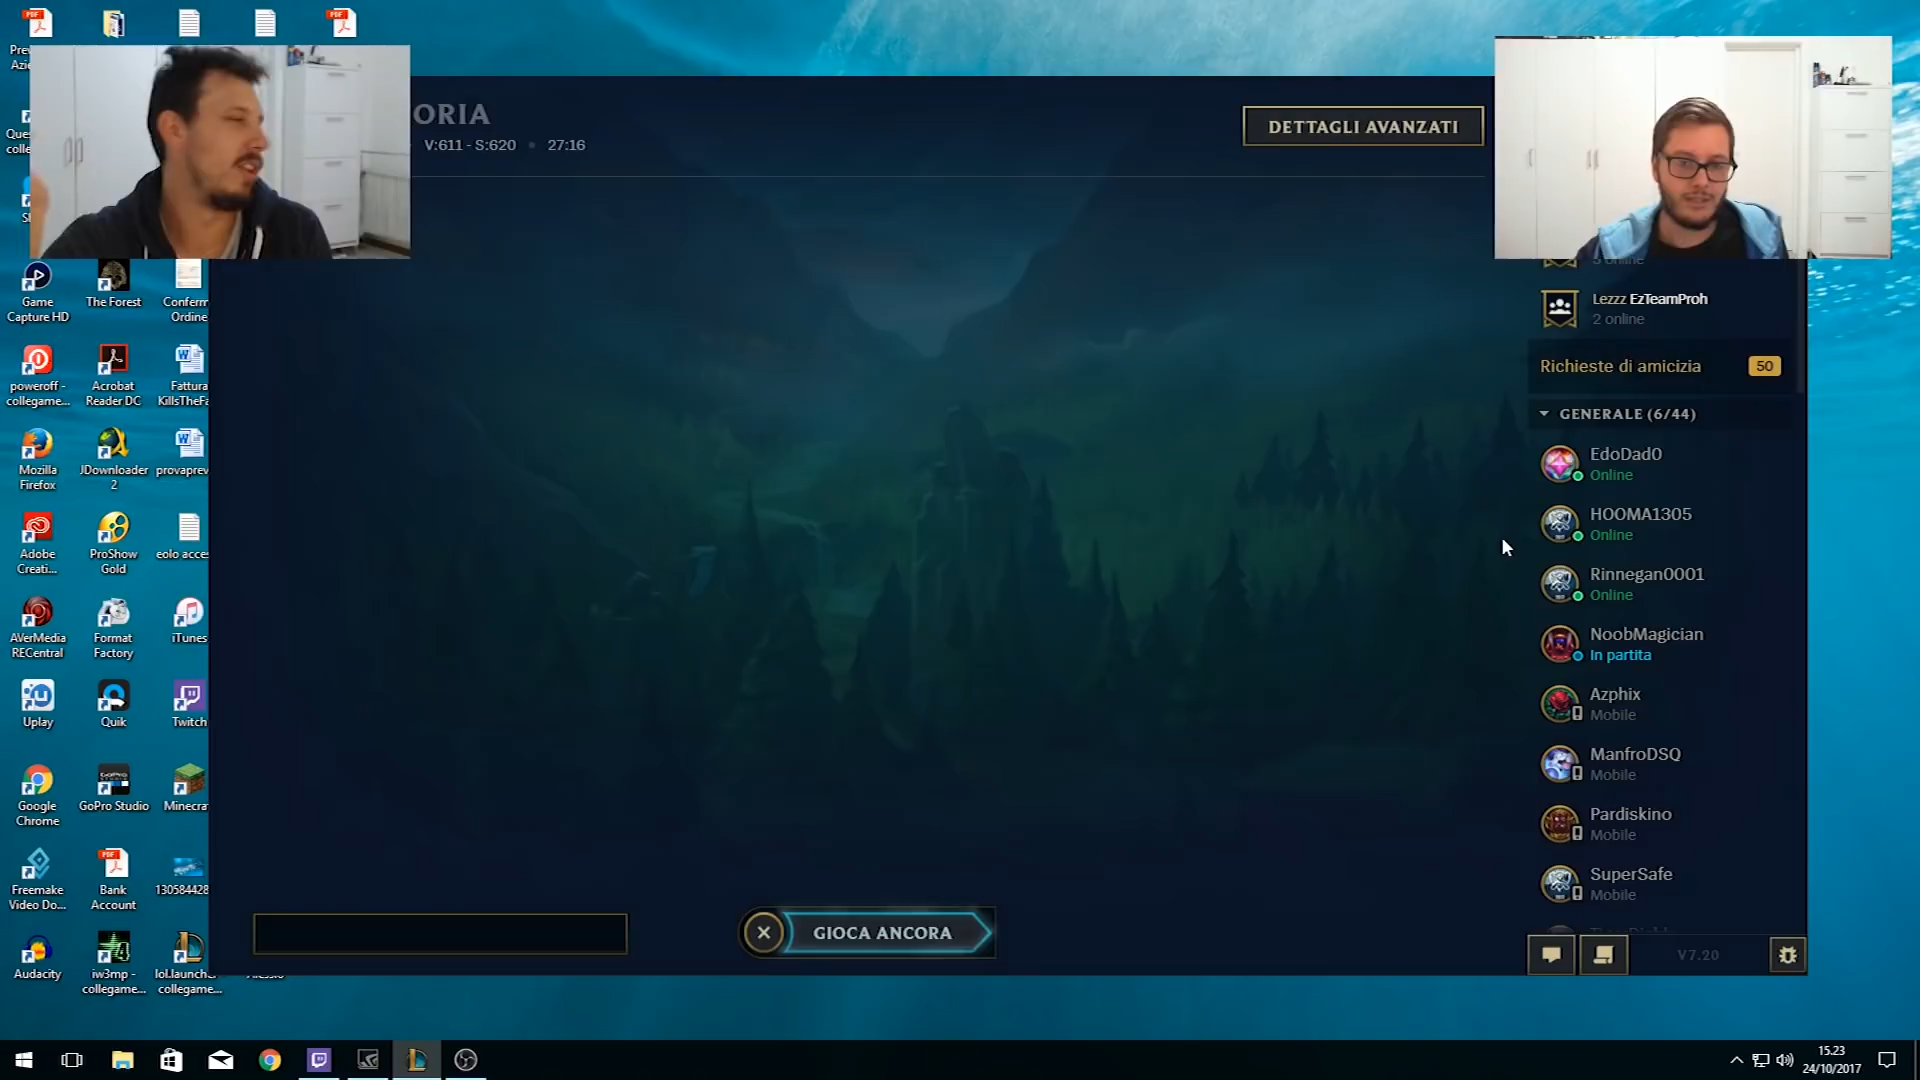 ORIA
V:611 - S:620 • 27:16
DETTAGLI AVANZATI
Game Capture HD
The Forest
Conferm Ordine
poweroff - collegame...
Acrobat Reader DC
Fattura KillsTheFa
Mozilla Firefox
JDownloader 2
provaprev
Adobe Creati...
ProShow Gold
eolo acces
AVerMedia RECentral
Format Factory
iTunes
Uplay
Quik
Twitch
Google Chrome
GoPro Studio
Minecra
Freemake Video Do...
Bank Account
130584428
Audacity
iw3mp - collegame...
lol.launche collegame...
Lezzz EzTeamProh
2 online
Richieste di amicizia 50
GENERALE (6/44)
EdoDad0
Online
HOOMA1305
Online
Rinnegan0001
Online
NoobMagician
In partita
Azphix
Mobile
ManfroDSQ
Mobile
Pardiskino
Mobile
SuperSafe
Mobile
GIOCA ANCORA
V7.20
15.23
24/10/2017